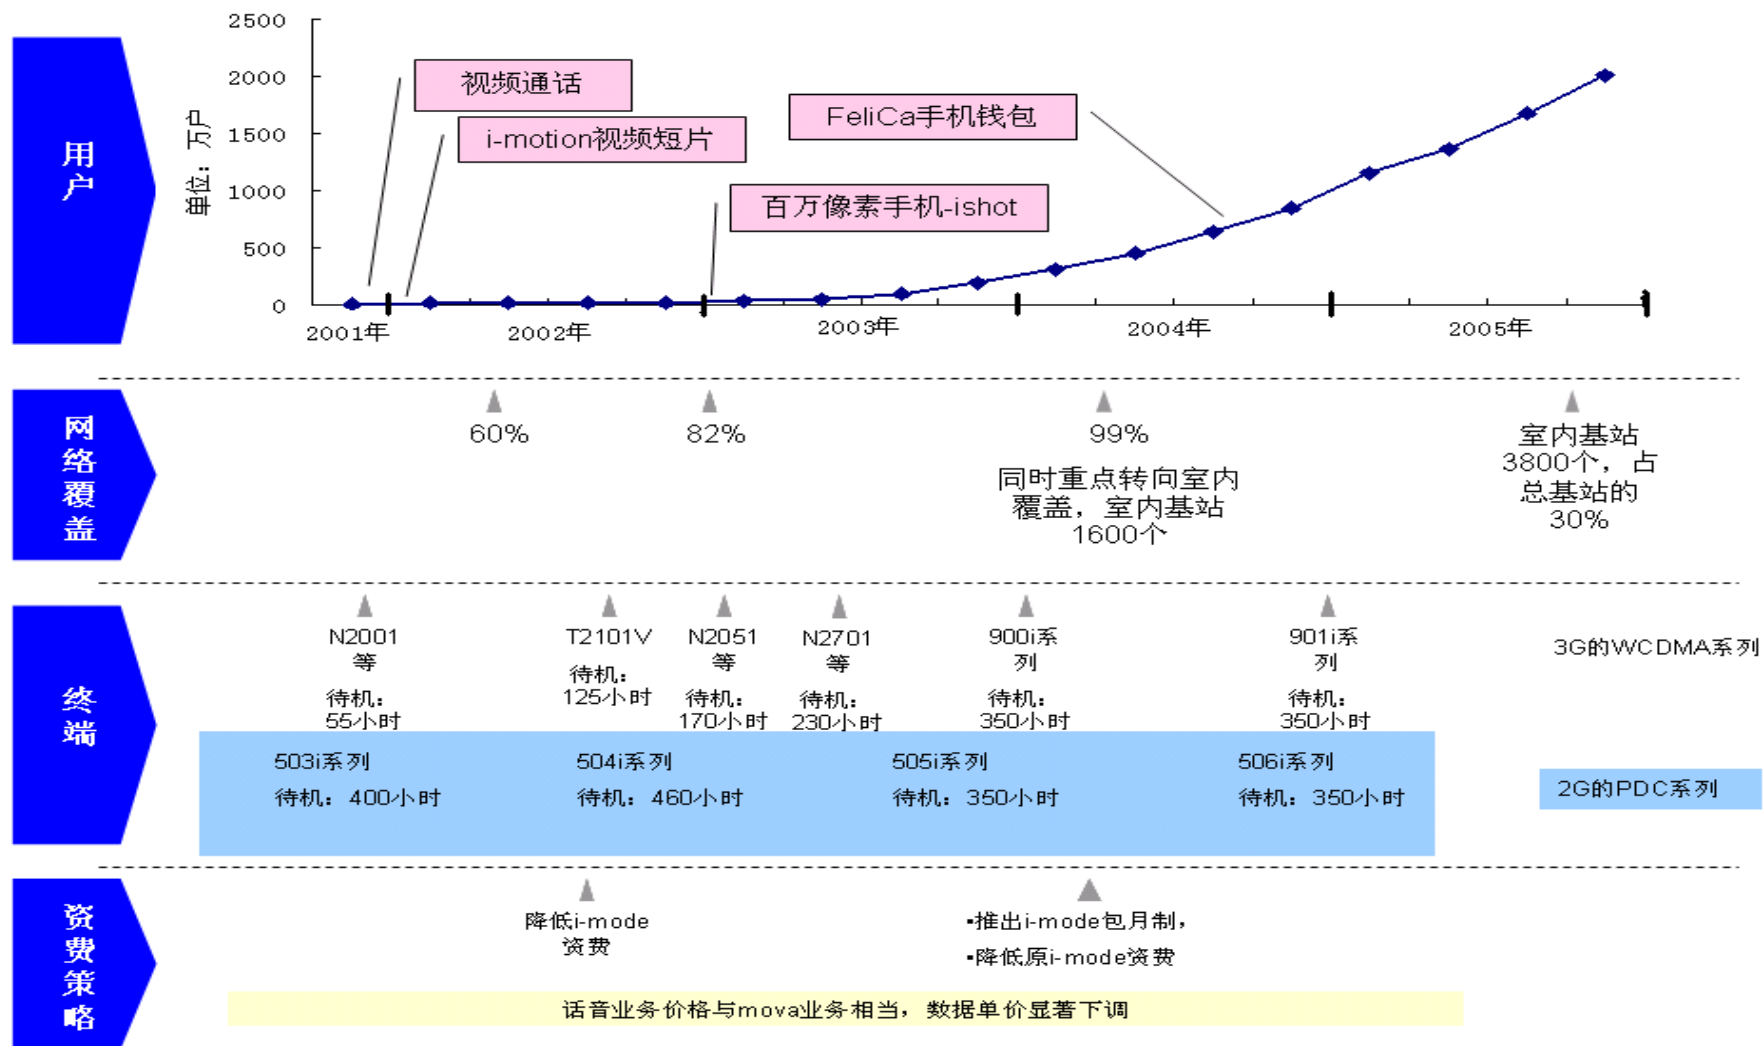 用户
单位：万户
2500
2000
1500
1000
500
0
视频通话
i-motion视频短片
百万像素手机-ishot
FeliCa手机钱包
2001年
2002年
2003年
2004年
2005年
网络覆盖
60%
82%
99%
同时重点转向室内
覆盖，室内基站
1600个
室内基站
3800个，占
总基站的
30%
终端
N2001
等
待机：
55小时
T2101V
待机：
125小时
N2051
等
待机：
170小时
N2701
等
待机：
230小时
900i系
列
待机：
350小时
901i系
列
待机：
350小时
3G的WCDMA系列
503i系列
待机：400小时
504i系列
待机：460小时
505i系列
待机：350小时
506i系列
待机：350小时
2G的PDC系列
资费策略
降低i-mode
资费
▪推出i-mode包月制，
▪降低原i-mode资费
话音业务价格与mova业务相当，数据单价显著下调